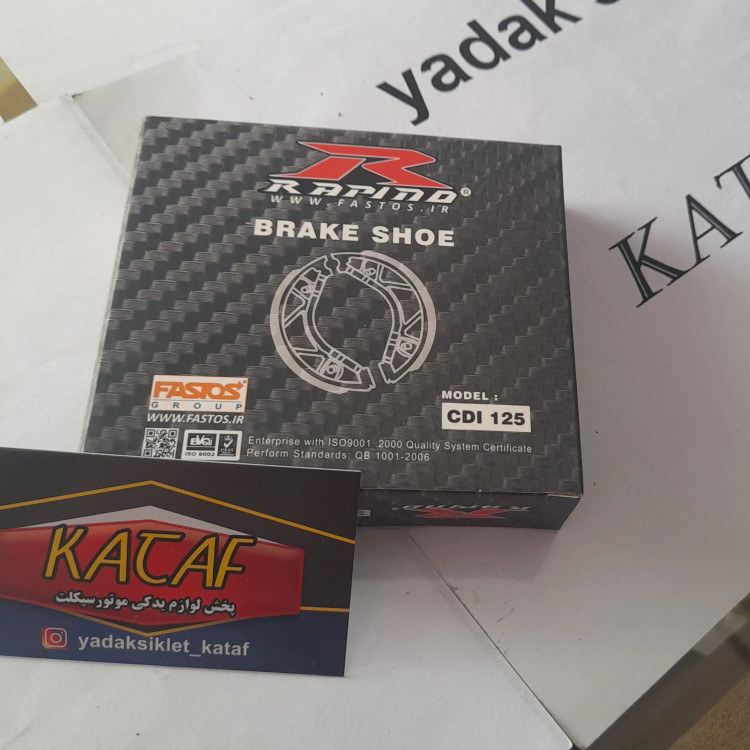 yadak
KAT
R
RAPIDO®
WWW.FASTOS.IR
BRAKE SHOE
MODEL :
CDI 125
FASTOS
GROUP
WWW.FASTOS.IR
ISO 9002
Enterprise with ISO9001 :2000 Quality System Certificate
Perform Standards: QB 1001-2006
KATAF
پخش لوازم یدکی موتورسیکلت
yadaksiklet_kataf